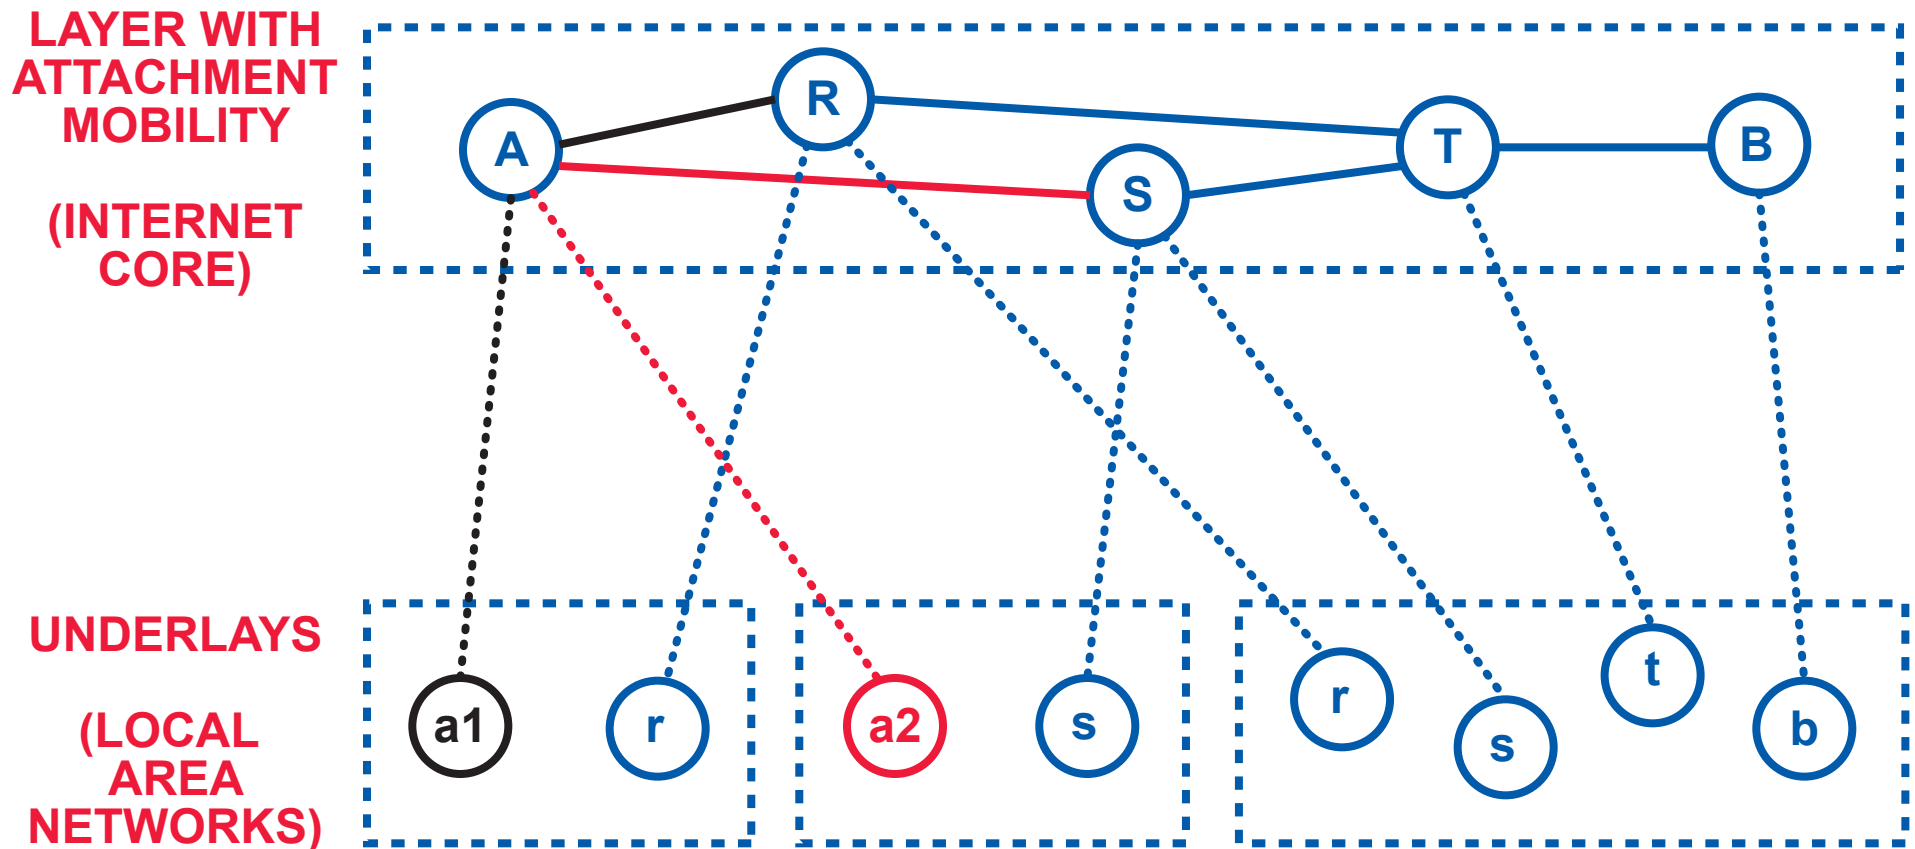 LAYER WITH
ATTACHMENT
MOBILITY
(INTERNET
CORE)
A
R
S
T
B
UNDERLAYS
(LOCAL
AREA
NETWORKS)
a1
r
a2
s
r
s
t
b